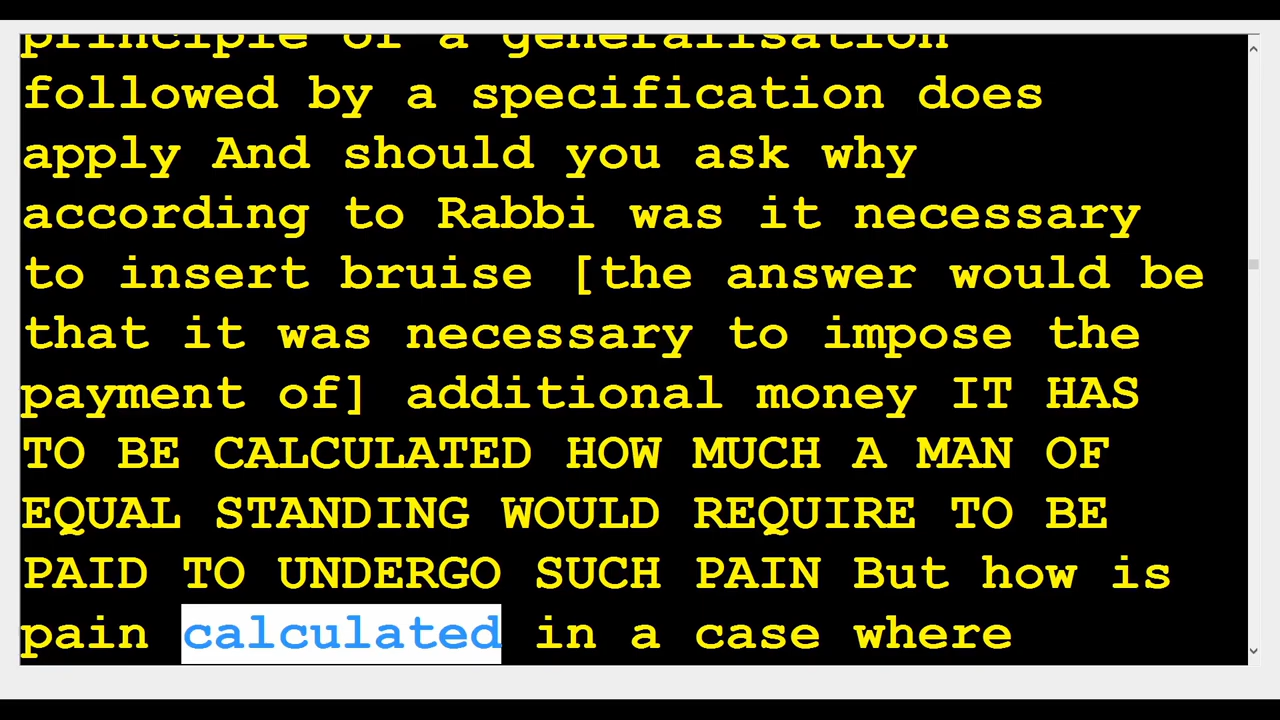 principle of a generalisation
followed by a specification does
apply And should you ask why
according to Rabbi was it necessary
to insert bruise [the answer would be
that it was necessary to impose the
payment of] additional money IT HAS
TO BE CALCULATED HOW MUCH A MAN OF
EQUAL STANDING WOULD REQUIRE TO BE
PAID TO UNDERGO SUCH PAIN But how is
pain calculated in a case where